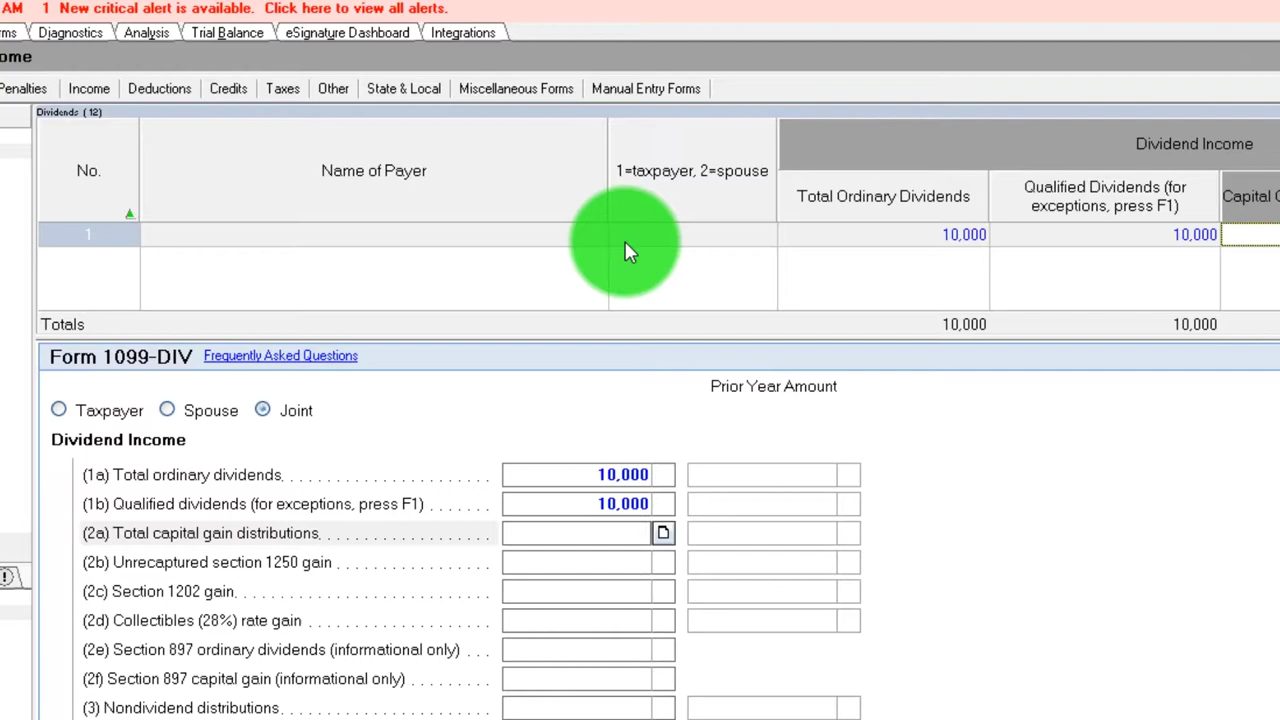 AM 1 New critical alert is available. Click here to view all alerts.
ms Diagnostics Analysis Trial Balance eSignature Dashboard Integrations
ome
Penalties Income Deductions Credits Taxes Other State & Local Miscellaneous Forms Manual Entry Forms
Dividends (12)
Dividend Income
No. Name of Payer 1=taxpayer, 2=spouse
Total Ordinary Dividends Qualified Dividends (for exceptions, press F1) Capital G
1 10,000 10,000
Totals 10,000 10,000
Form 1099-DIV Frequently Asked Questions
Prior Year Amount
Taxpayer Spouse Joint
Dividend Income
(1a) Total ordinary dividends. . . . . . . . . . . . . . . . . . . 10,000
(1b) Qualified dividends (for exceptions, press F1) . . . . . . . 10,000
(2a) Total capital gain distributions. . . . . . . . . . . . . . . . .
(2b) Unrecaptured section 1250 gain . . . . . . . . . . . . . .
(2c) Section 1202 gain. . . . . . . . . . . . . . . . . . . . . . .
(2d) Collectibles (28%) rate gain . . . . . . . . . . . . . . . . .
(2e) Section 897 ordinary dividends (informational only) . . .
(2f) Section 897 capital gain (informational only) . . . . . . . .
(3) Nondividend distributions. . . . . . . . . . . . . . . . . . .